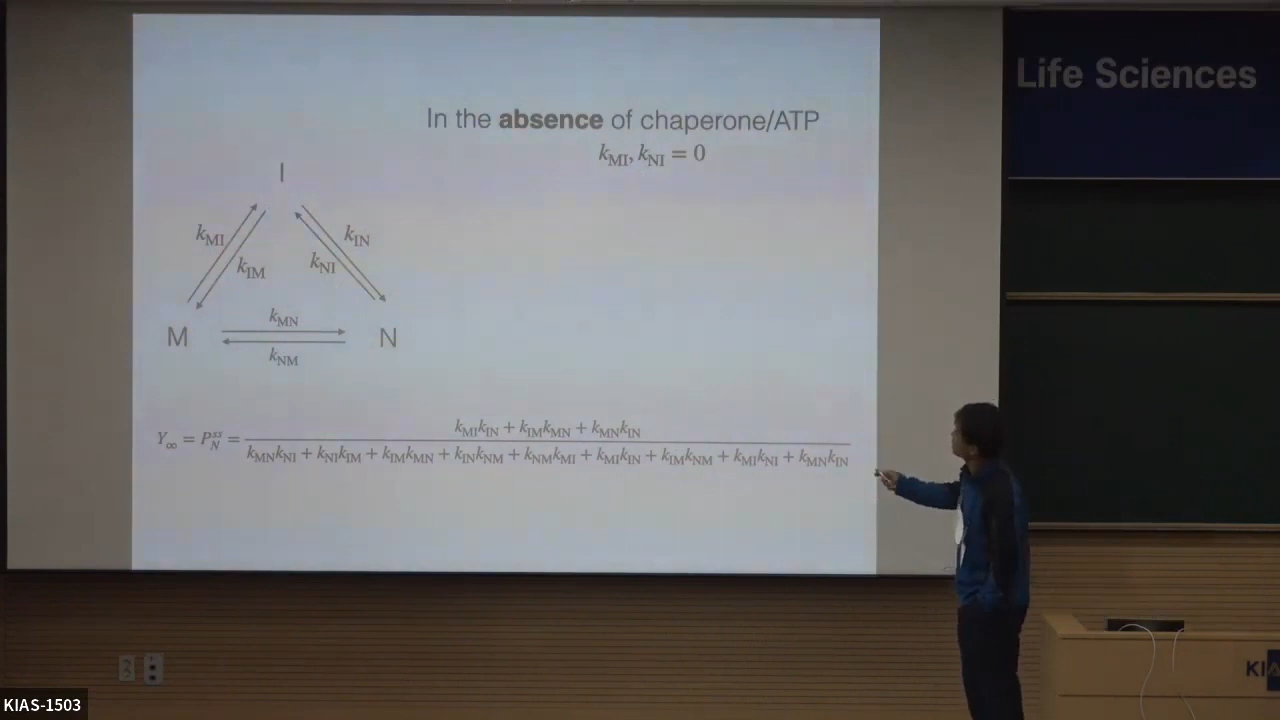 Life Sciences
In the absence of chaperone/ATP
k_MI, k_NI = 0
I
k_MI
k_IM
k_IN
k_NI
M
k_MN
k_NM
N
Y_∞ = P_N^ss = (k_MI k_IN + k_IM k_MN + k_MN k_IN) / (k_MN k_NI + k_NI k_IM + k_IM k_MN + k_IN k_NM + k_NM k_MI + k_MI k_IN + k_IM k_NM + k_MI k_NI + k_MN k_IN)
KIA
KIAS-1503